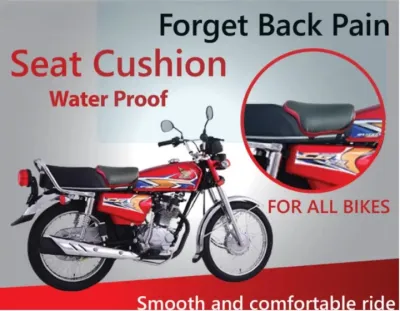 Forget Back Pain
Seat Cushion
Water Proof
FOR ALL BIKES
Smooth and comfortable ride